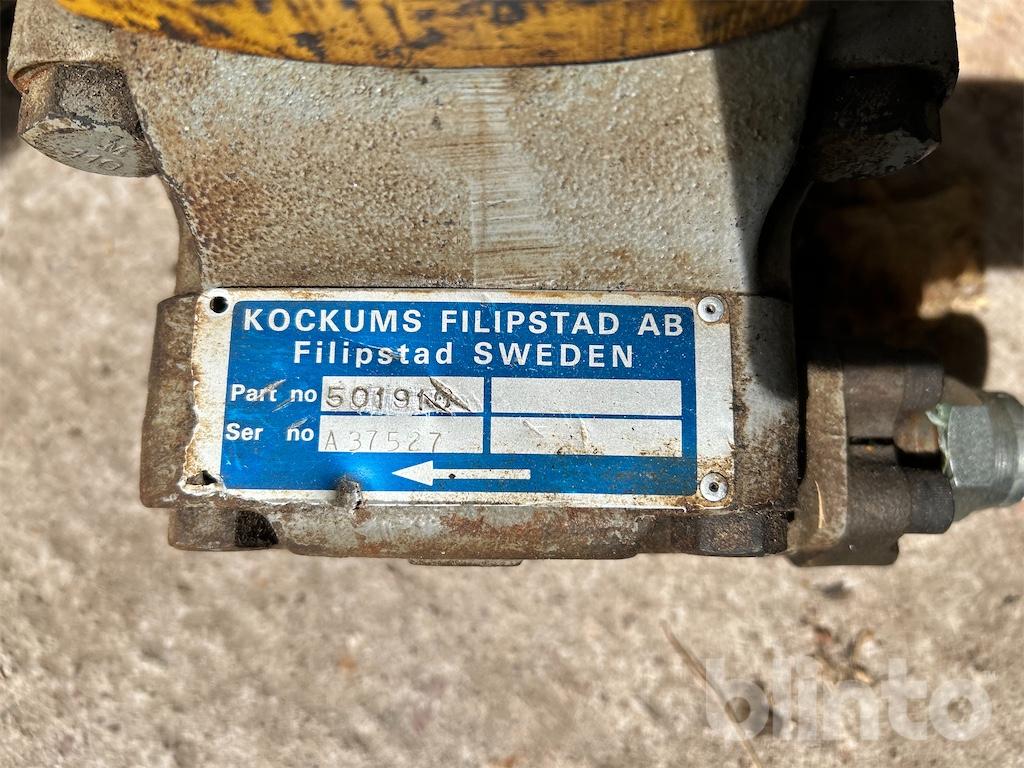 KOCKUMS FILIPSTAD AB
Filipstad SWEDEN
Part no
Ser no A37527
blinto